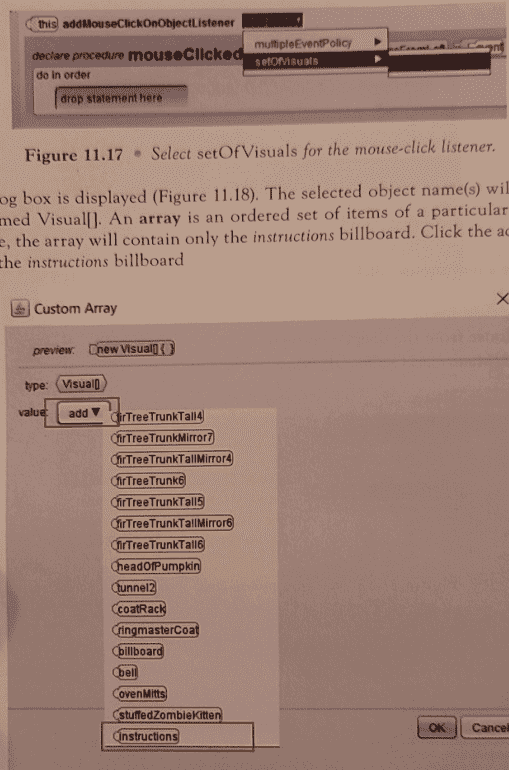 this addMouseClickOnObjectListener
multipleEventPolicy
declare procedure mouseClicked
setOfVisuals
do in order
drop statement here
Figure 11.17 • Select setOfVisuals for the mouse-click listener.
og box is displayed (Figure 11.18). The selected object name(s) wil
med Visual[]. An array is an ordered set of items of a particular
e, the array will contain only the instructions billboard. Click the a
the instructions billboard
Custom Array
preview: new Visual[] { }
type: Visual[]
value: add
firTreeTrunkTall4
firTreeTrunkMirror7
firTreeTrunkTallMirror4
firTreeTrunk6
firTreeTrunkTall5
firTreeTrunkTallMirror6
firTreeTrunkTall6
headOfPumpkin
tunnel2
coatRack
ringmasterCoat
billboard
bell
ovenMitts
stuffedZombieKitten
instructions
OK Cancel